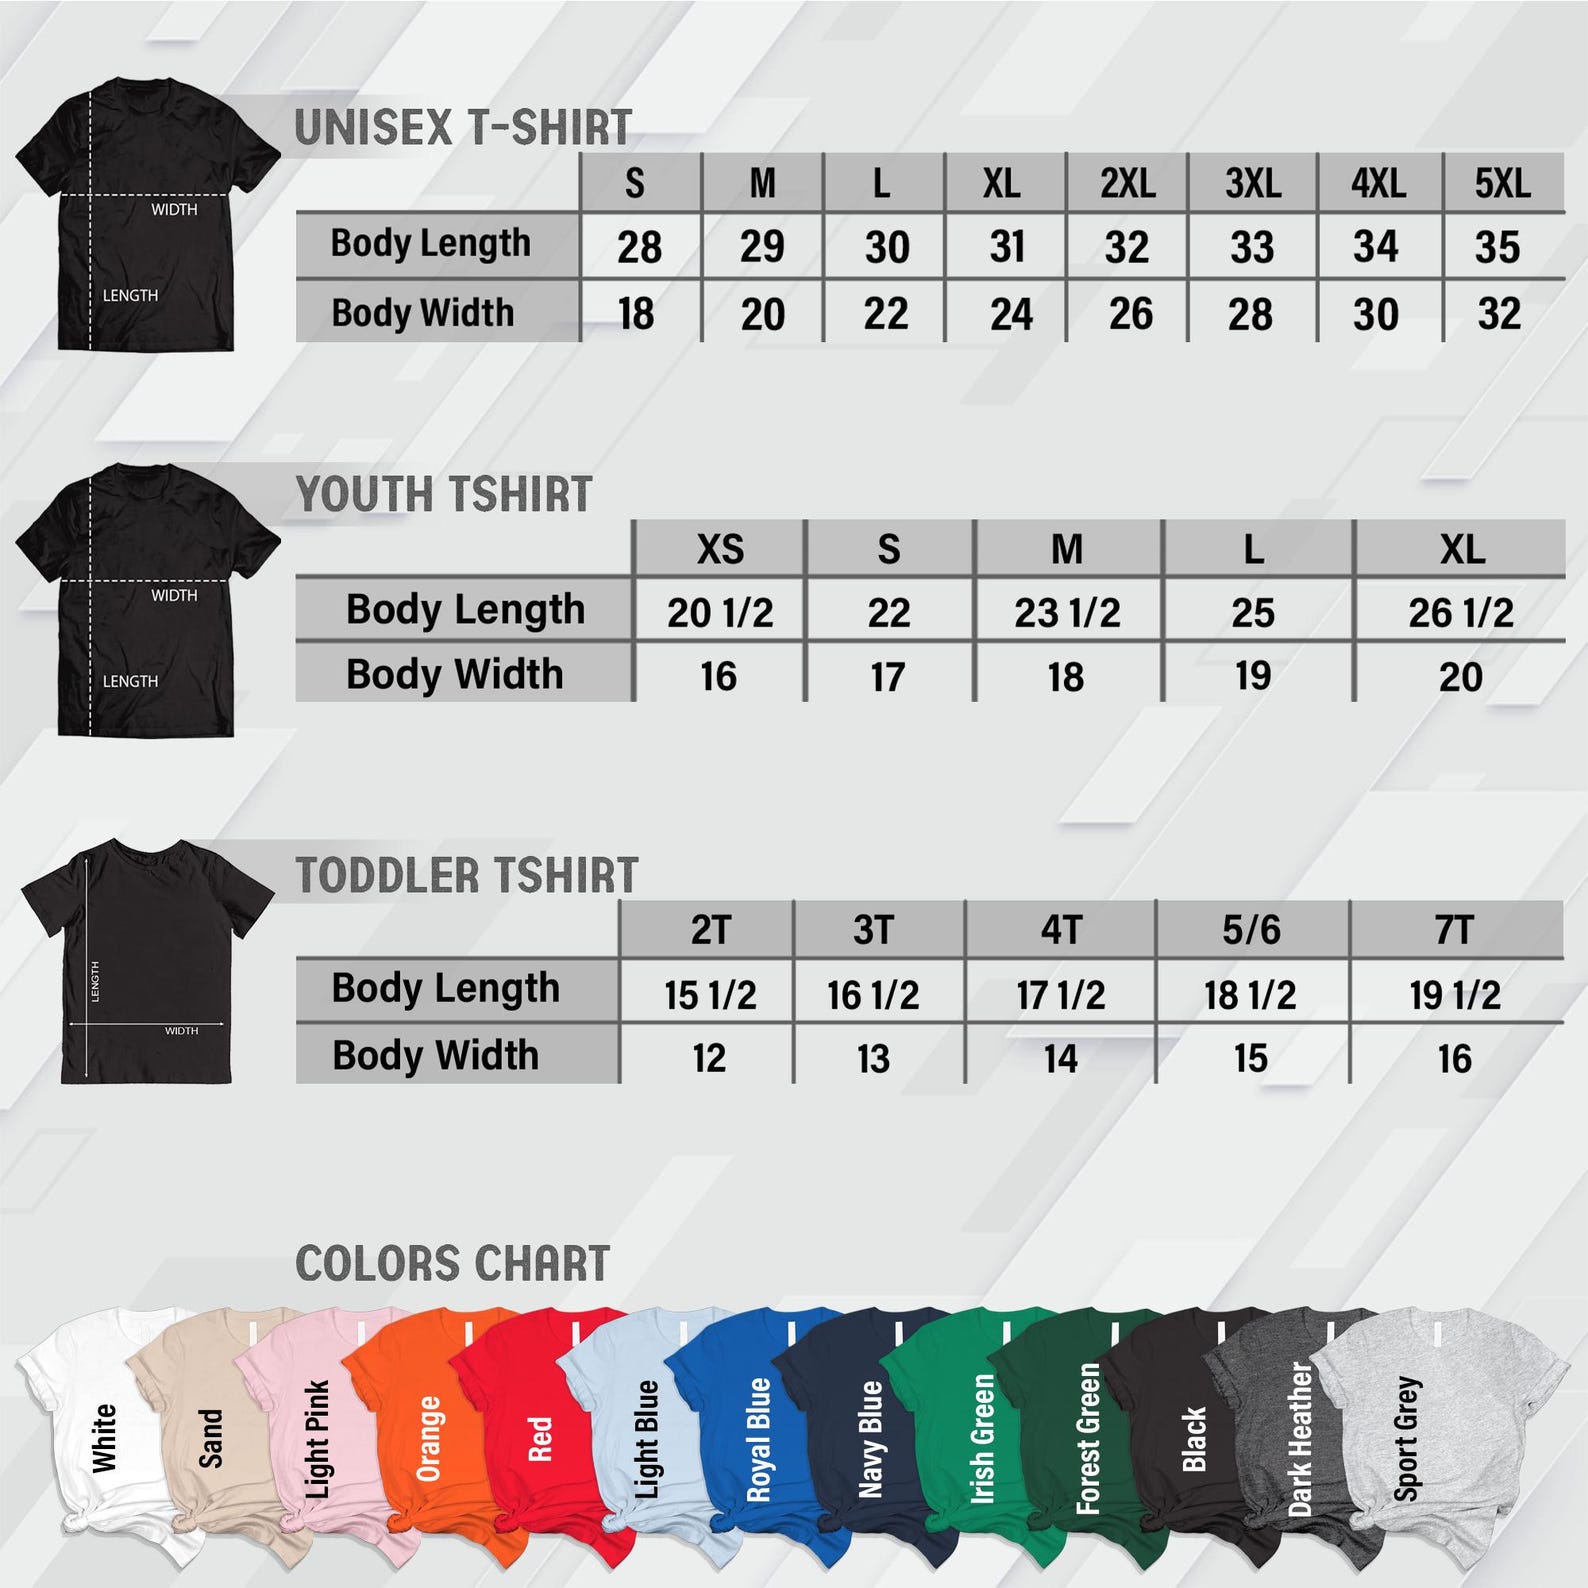 UNISEX T-SHIRT
S M L XL 2XL 3XL 4XL 5XL
Body Length 28 29 30 31 32 33 34 35
Body Width 18 20 22 24 26 28 30 32
WIDTH
LENGTH
YOUTH TSHIRT
XS S M L XL
Body Length 20 1/2 22 23 1/2 25 26 1/2
Body Width 16 17 18 19 20
WIDTH
LENGTH
TODDLER TSHIRT
2T 3T 4T 5/6 7T
Body Length 15 1/2 16 1/2 17 1/2 18 1/2 19 1/2
Body Width 12 13 14 15 16
LENGTH
WIDTH
COLORS CHART
White
Sand
Light Pink
Orange
Red
Light Blue
Royal Blue
Navy Blue
Irish Green
Forest Green
Black
Dark Heather
Sport Grey